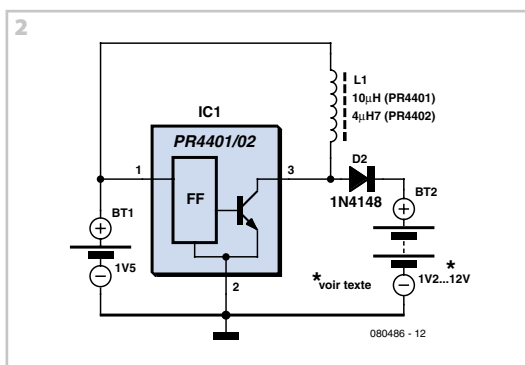 2
L1
10µH (PR4401)
4µH7 (PR4402)
IC1
PR4401/02
1
3
FF
D2
1N4148
BT1
BT2
1V5
2
*voir texte
*
1V2...12V
080486 - 12